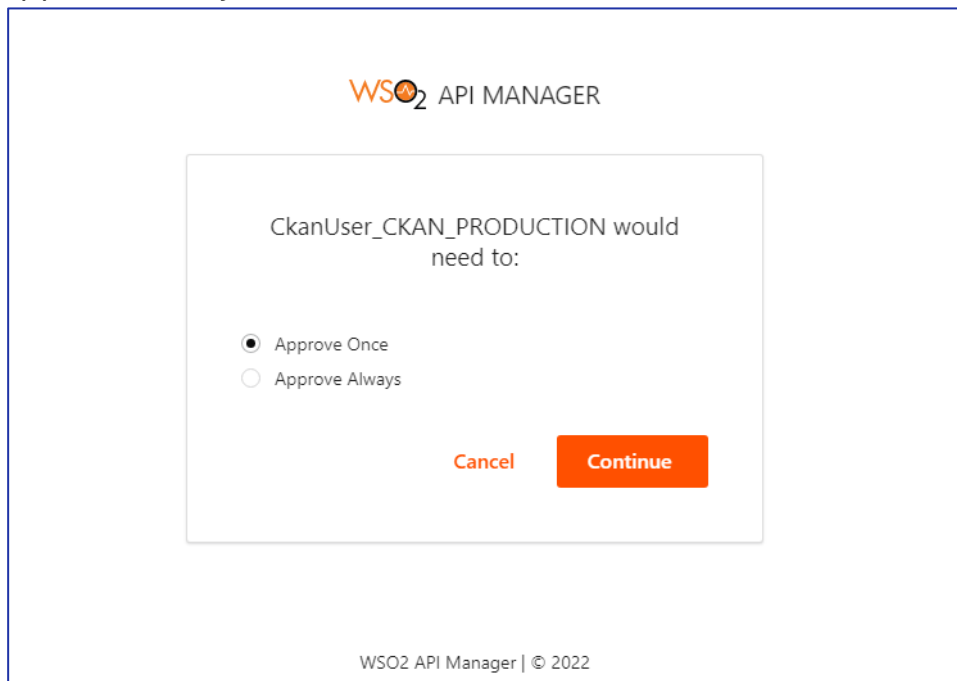 WSO2 API MANAGER
CkanUser_CKAN_PRODUCTION would
need to:
Approve Once
Approve Always
Cancel Continue
WSO2 API Manager | © 2022